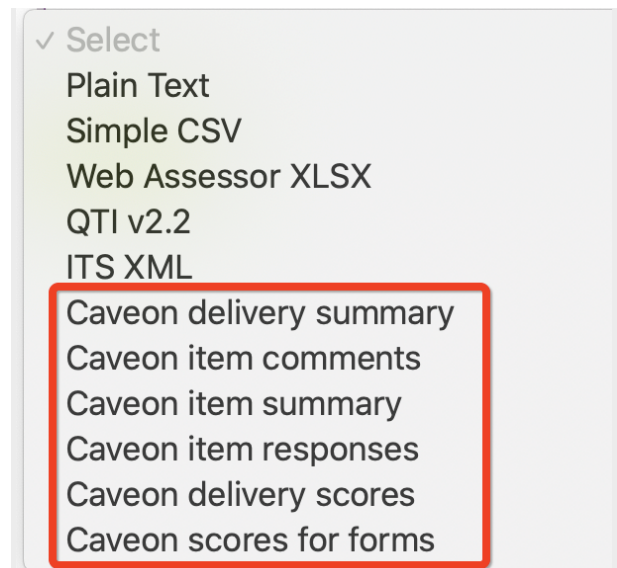 ✓ Select
Plain Text
Simple CSV
Web Assessor XLSX
QTI v2.2
ITS XML
Caveon delivery summary
Caveon item comments
Caveon item summary
Caveon item responses
Caveon delivery scores
Caveon scores for forms